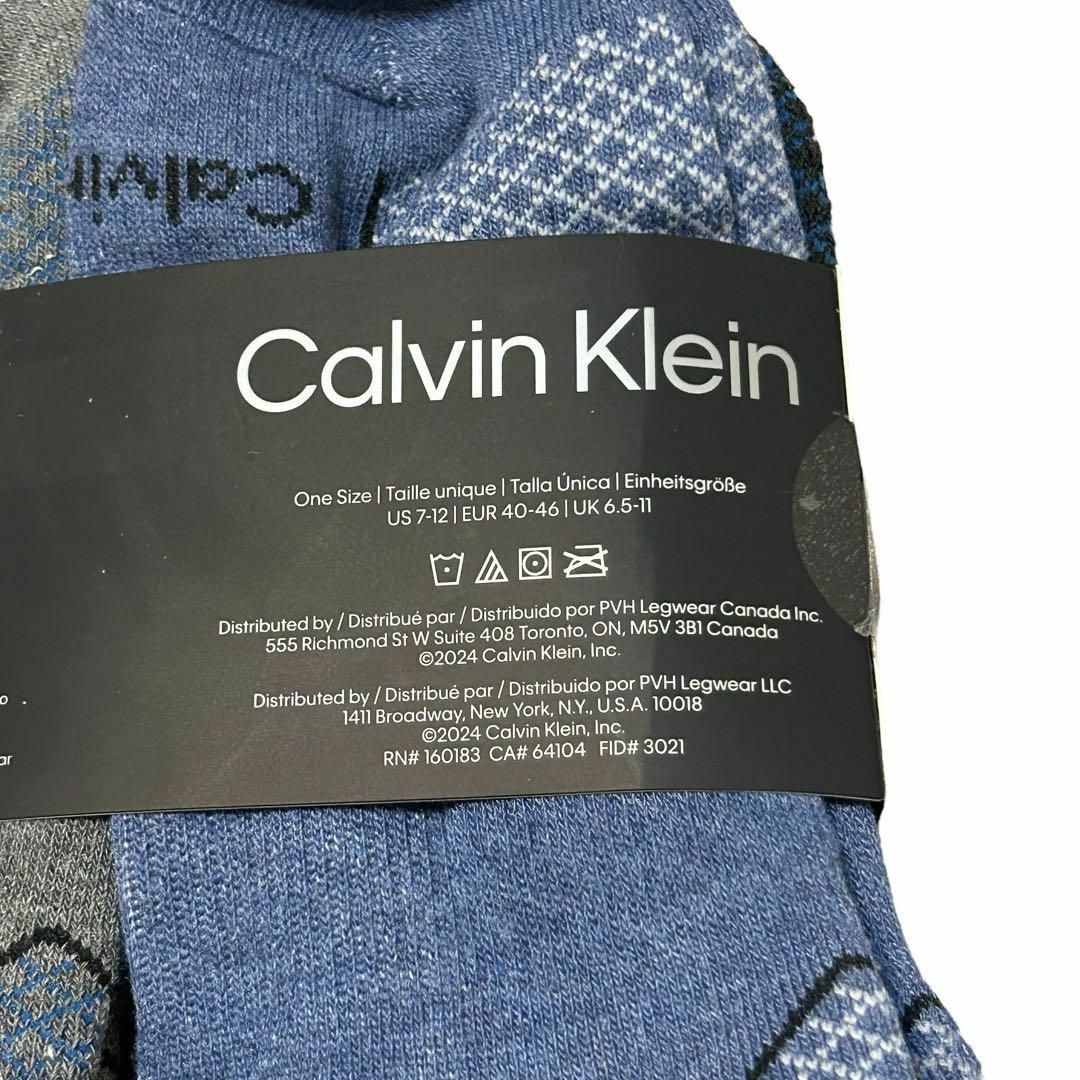 Calvin
Calvin Klein
One Size | Taille unique | Talla Única | Einheitsgröße
US 7-12 | EUR 40-46 | UK 6.5-11
Distributed by / Distribué par / Distribuido por PVH Legwear Canada Inc.
555 Richmond St W Suite 408 Toronto, ON, M5V 3B1 Canada
©2024 Calvin Klein, Inc.
Distributed by / Distribué par / Distribuido por PVH Legwear LLC
1411 Broadway, New York, N.Y., U.S.A. 10018
©2024 Calvin Klein, Inc.
RN# 160183 CA# 64104 FID# 3021